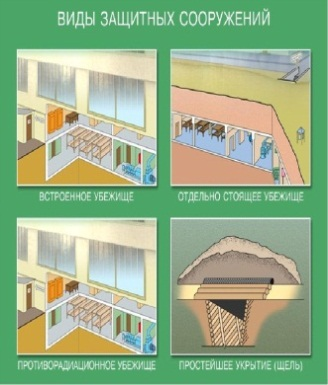 ВИДЫ ЗАЩИТНЫХ СООРУЖЕНИЙ
ВСТРОЕННОЕ УБЕЖИЩЕ
ОТДЕЛЬНО СТОЯЩЕЕ УБЕЖИЩЕ
ПРОТИВОРАДИАЦИОННОЕ УБЕЖИЩЕ
ПРОСТЕЙШЕЕ УКРЫТИЕ (ЩЕЛЬ)